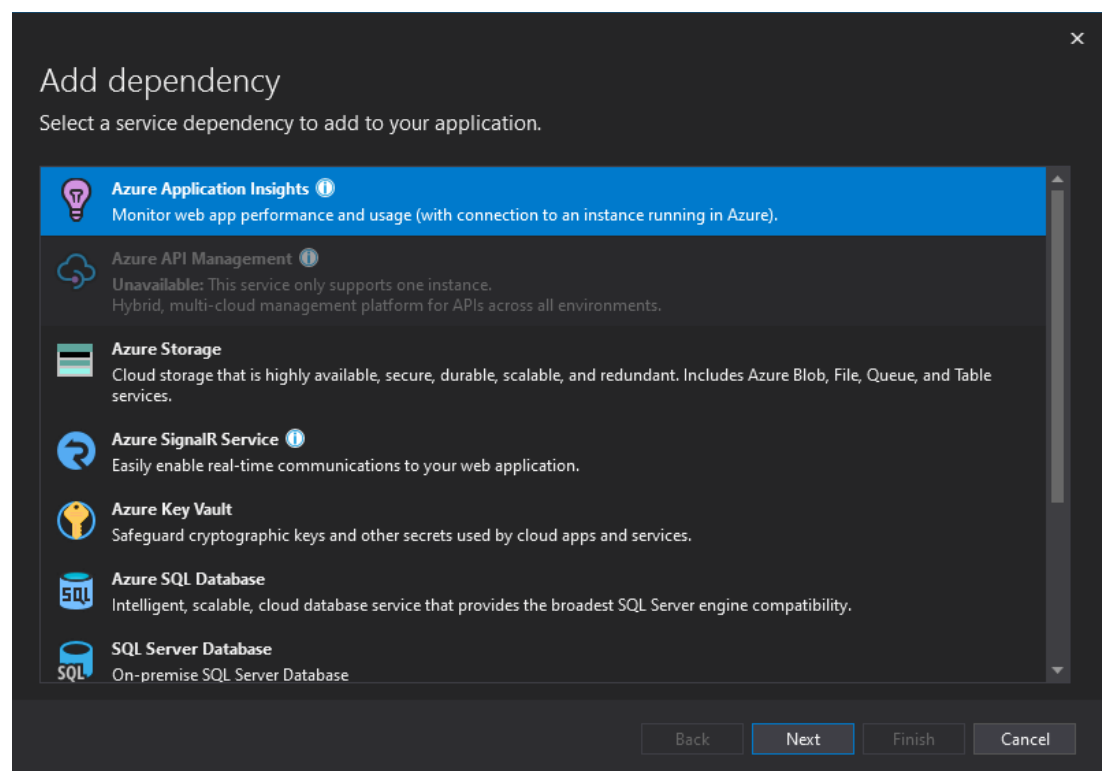 Add dependency
Select a service dependency to add to your application.
Azure Application Insights
Monitor web app performance and usage (with connection to an instance running in Azure).
Azure API Management
Unavailable: This service only supports one instance.
Hybrid, multi-cloud management platform for APIs across all environments.
Azure Storage
Cloud storage that is highly available, secure, durable, scalable, and redundant. Includes Azure Blob, File, Queue, and Table
services.
Azure SignalR Service
Easily enable real-time communications to your web application.
Azure Key Vault
Safeguard cryptographic keys and other secrets used by cloud apps and services.
SQL
Azure SQL Database
Intelligent, scalable, cloud database service that provides the broadest SQL Server engine compatibility.
SQL
SQL Server Database
On-premise SQL Server Database
Back Next Finish Cancel